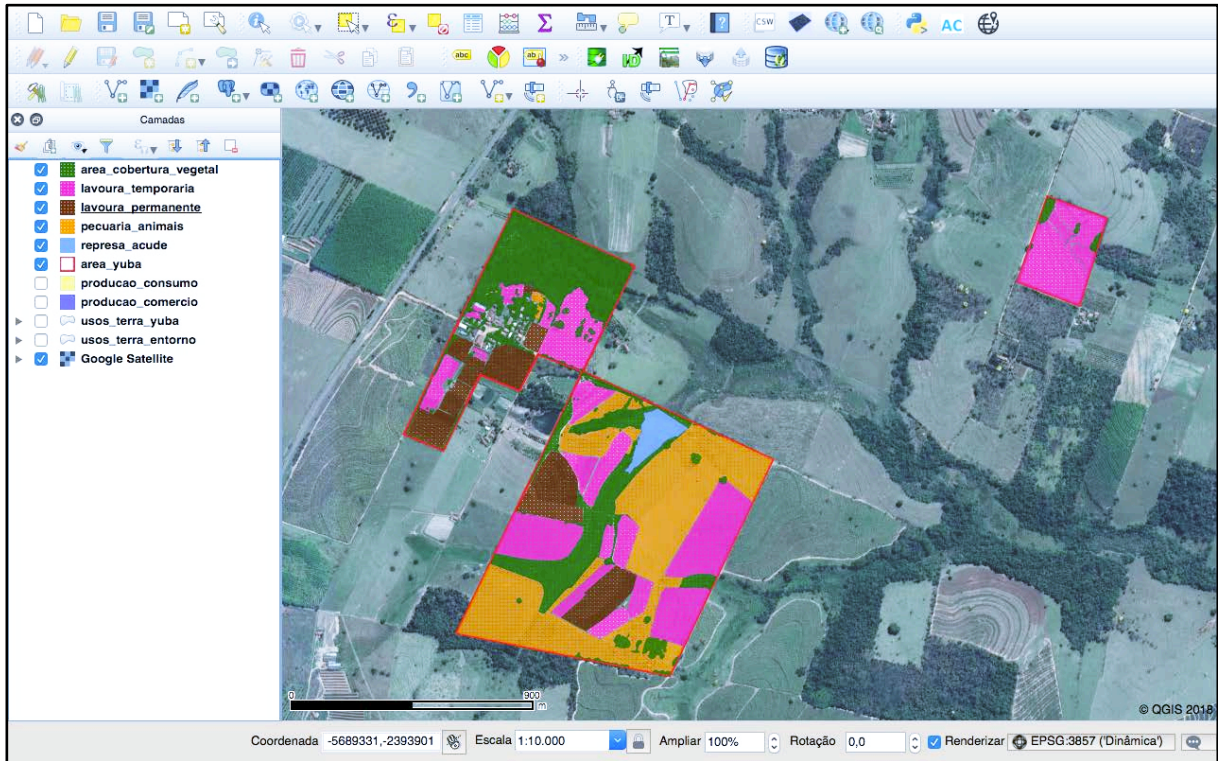 CSW
AC
abc
ab
Camadas
area_cobertura_vegetal
lavoura_temporaria
lavoura_permanente
pecuaria_animais
represa_acude
area_yuba
producao_consumo
producao_comercio
usos_terra_yuba
usos_terra_entorno
Google Satellite
0 900
m
© QGIS 2018
Coordenada -5689331,-2393901 Escala 1:10.000 Ampliar 100% Rotação 0,0 Renderizar EPSG:3857 ('Dinâmica')